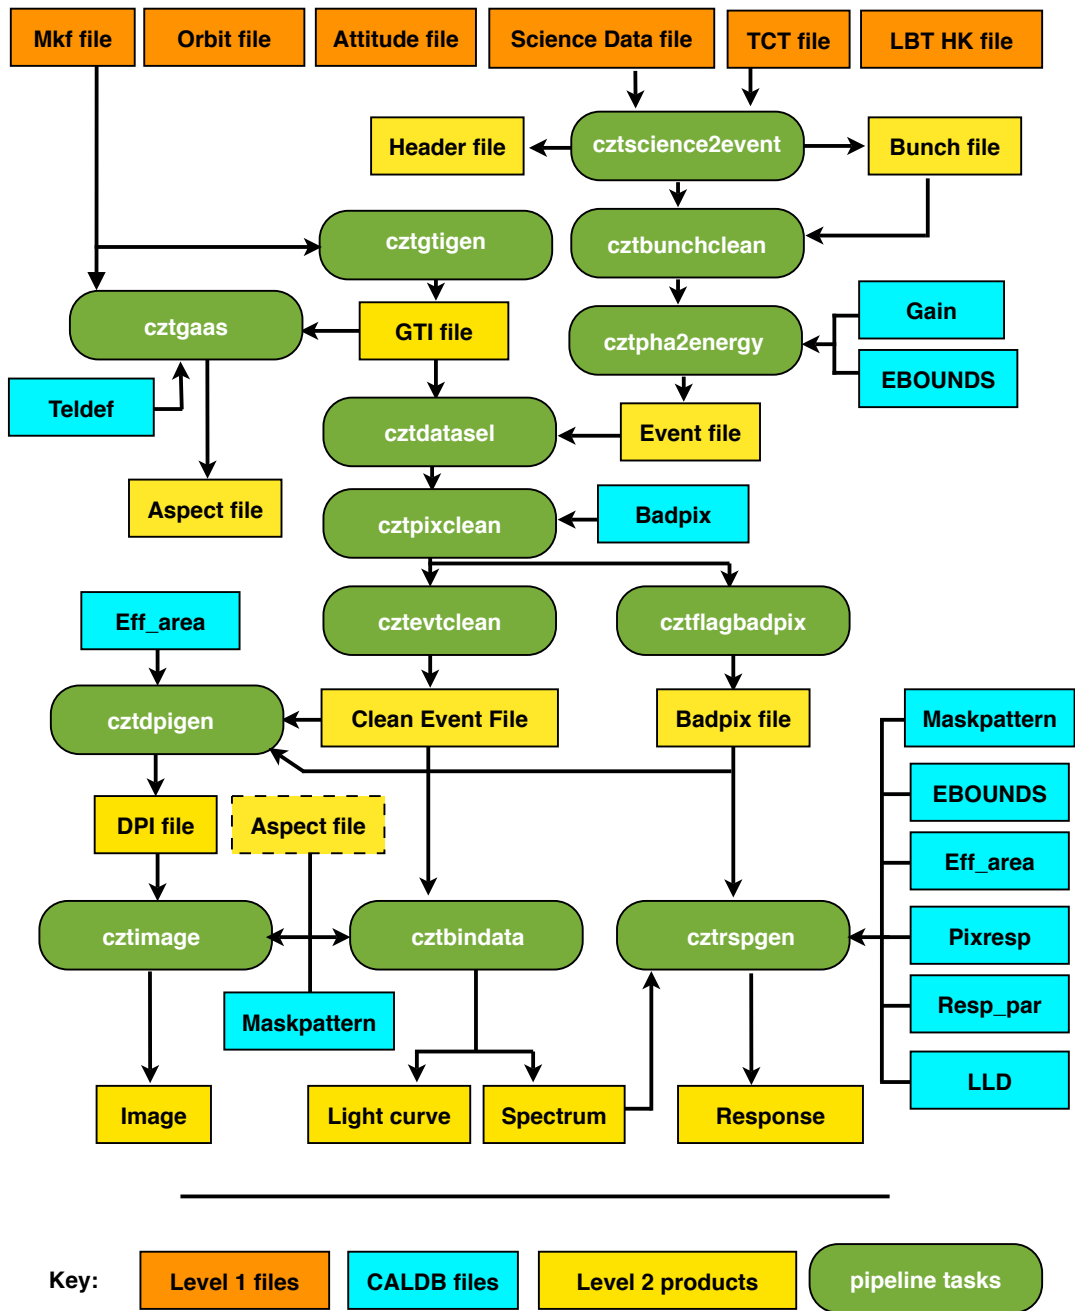 Mkf file
Orbit file
Attitude file
Science Data file
TCT file
LBT HK file
Header file
cztscience2event
Bunch file
cztgtigen
cztbunchclean
cztgaas
GTI file
cztpha2energy
Gain
EBOUNDS
Teldef
cztdatasel
Event file
Aspect file
cztpixclean
Badpix
Eff_area
cztevtclean
cztflagbadpix
cztdpigen
Clean Event File
Badpix file
Maskpattern
EBOUNDS
DPI file
Aspect file
Eff_area
cztimage
cztbindata
cztrspgen
Pixresp
Maskpattern
Resp_par
LLD
Image
Light curve
Spectrum
Response
Key:
Level 1 files
CALDB files
Level 2 products
pipeline tasks